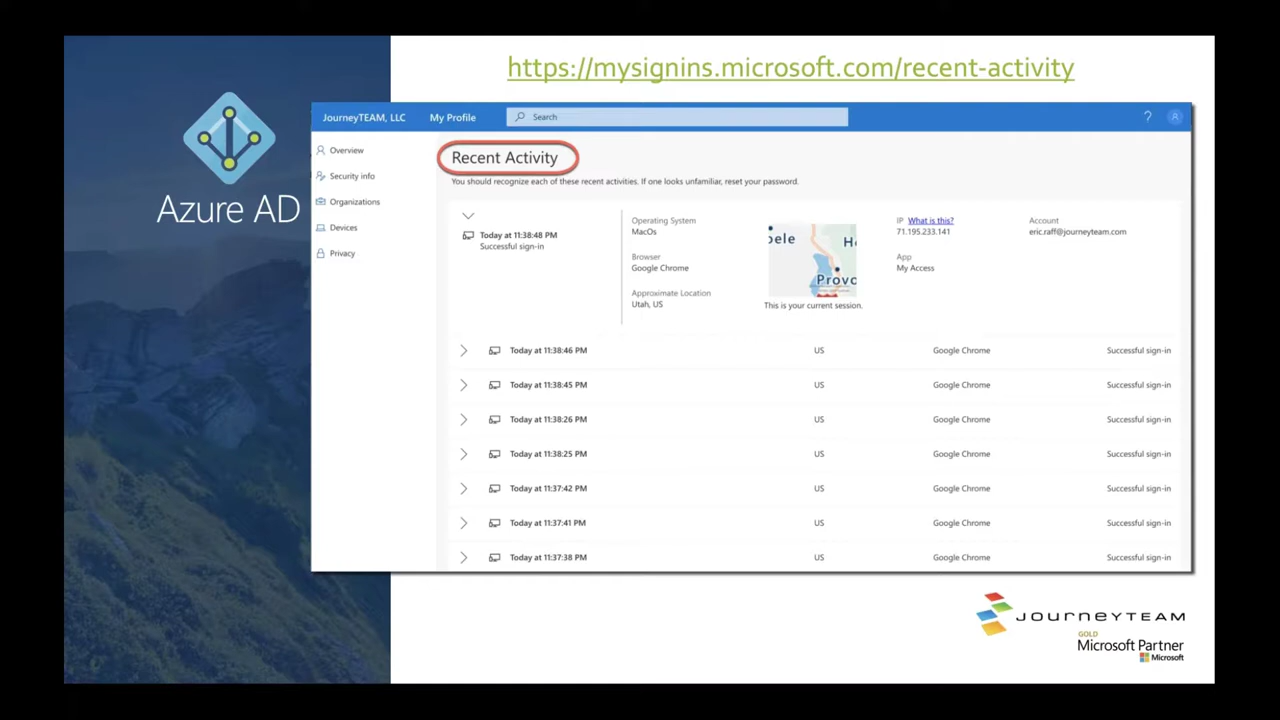 https://mysignins.microsoft.com/recent-activity
Azure AD
JourneyTEAM, LLC
My Profile
Search
?
Overview
Security info
Organizations
Devices
Privacy
Recent Activity
You should recognize each of these recent activities. If one looks unfamiliar, reset your password.
Today at 11:38:48 PM
Successful sign-in
Operating System
MacOs
Browser
Google Chrome
Approximate Location
Utah, US
bele
He
Provo
This is your current session.
IP What is this?
71.195.233.141
App
My Access
Account
eric.raff@journeyteam.com
Today at 11:38:46 PM US Google Chrome Successful sign-in
Today at 11:38:45 PM US Google Chrome Successful sign-in
Today at 11:38:26 PM US Google Chrome Successful sign-in
Today at 11:38:25 PM US Google Chrome Successful sign-in
Today at 11:37:42 PM US Google Chrome Successful sign-in
Today at 11:37:41 PM US Google Chrome Successful sign-in
Today at 11:37:38 PM US Google Chrome Successful sign-in
JOURNEYTEAM
GOLD
Microsoft Partner
Microsoft